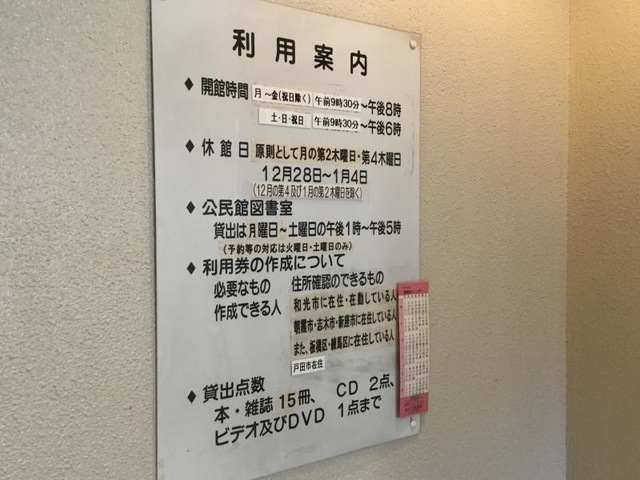 利用案内
◆ 開館時間 月～金(祝日除く) 午前9時30分～午後8時
土・日・祝日 午前9時30分～午後6時
◆ 休館日 原則として月の第2木曜日・第4木曜日
12月28日～1月4日
(12月の第4及び1月の第2木曜日を除く)
◆ 公民館図書室
貸出は月曜日～土曜日の午後1時～午後5時
(予約等の対応は火曜日・土曜日のみ)
◆ 利用券の作成について
必要なもの 住所確認のできるもの
作成できる人 和光市に在住・在勤している人
朝霞市・志木市・新座市に在住している人
また、板橋区・練馬区に在住している人
戸田市在住
◆ 貸出点数
本・雑誌 15冊、 CD 2点、
ビデオ及びDVD 1点まで